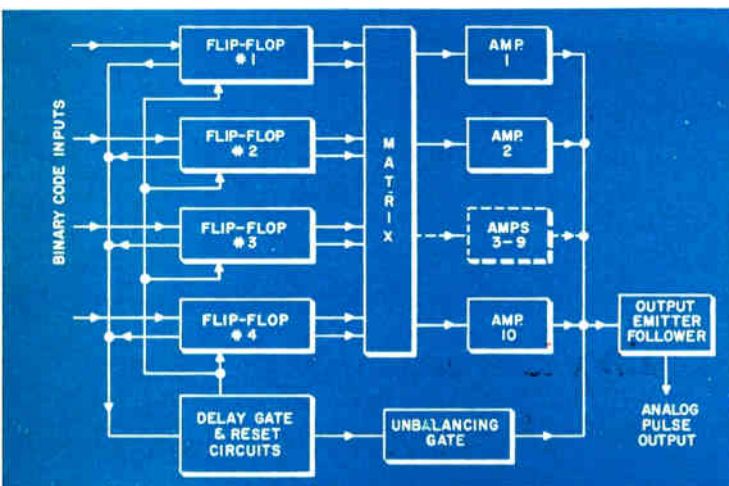 BINARY CODE INPUTS
FLIP-FLOP
#1
FLIP-FLOP
#2
FLIP-FLOP
#3
FLIP-FLOP
#4
DELAY GATE
& RESET
CIRCUITS
MATRIX
AMP.
1
AMP.
2
AMPS
3-9
AMP.
10
UNBALANCING
GATE
OUTPUT
EMITTER
FOLLOWER
ANALOG
PULSE
OUTPUT